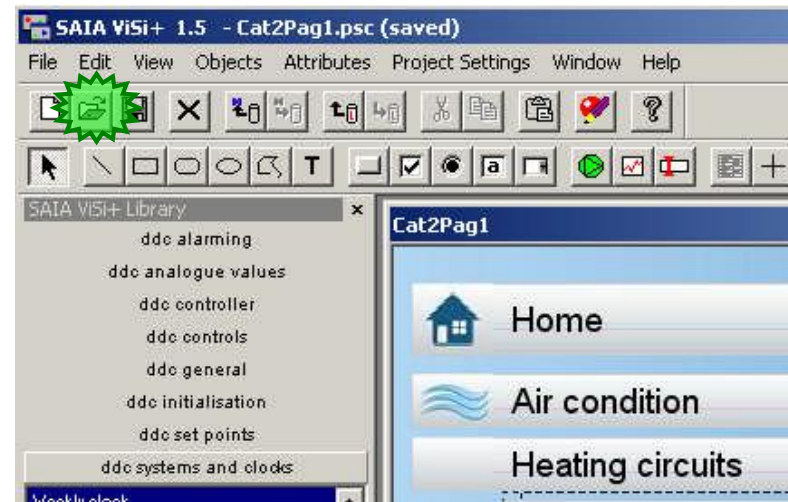 SAIA ViSi+ 1.5 - Cat2Pag1.psc (saved)
File Edit View Objects Attributes Project Settings Window Help
T a
SAIA ViSi+ Library x
ddc alarming
ddc analogue values
ddc controller
ddc controls
ddc general
ddc initialisation
ddc set points
ddc systems and clocks
Weekly clock
Cat2Pag1
Home
Air condition
Heating circuits